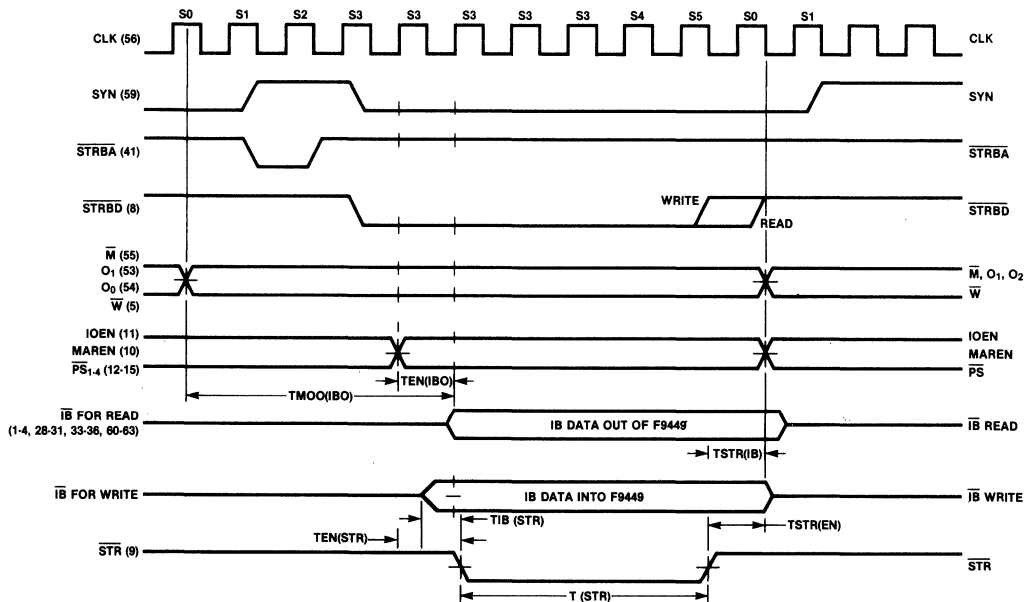 S0 S1 S2 S3 S3 S3 S3 S3 S4 S5 S0 S1
CLK (56) CLK
SYN (59) SYN
STRBA (41) STRBA
STRBD (8) WRITE READ STRBD
M (55)
O1 (53) M, O1, O2
O0 (54) W
W (5)
IOEN (11) IOEN
MAREN (10) MAREN
PS1-4 (12-15) PS
TEN(IBO)
TMOO(IBO)
IB FOR READ IB DATA OUT OF F9449 IB READ
(1-4, 28-31, 33-36, 60-63)
TSTR(IB)
IB FOR WRITE IB DATA INTO F9449 IB WRITE
TIB (STR) TSTR(EN)
TEN(STR)
STR (9) STR
T (STR)